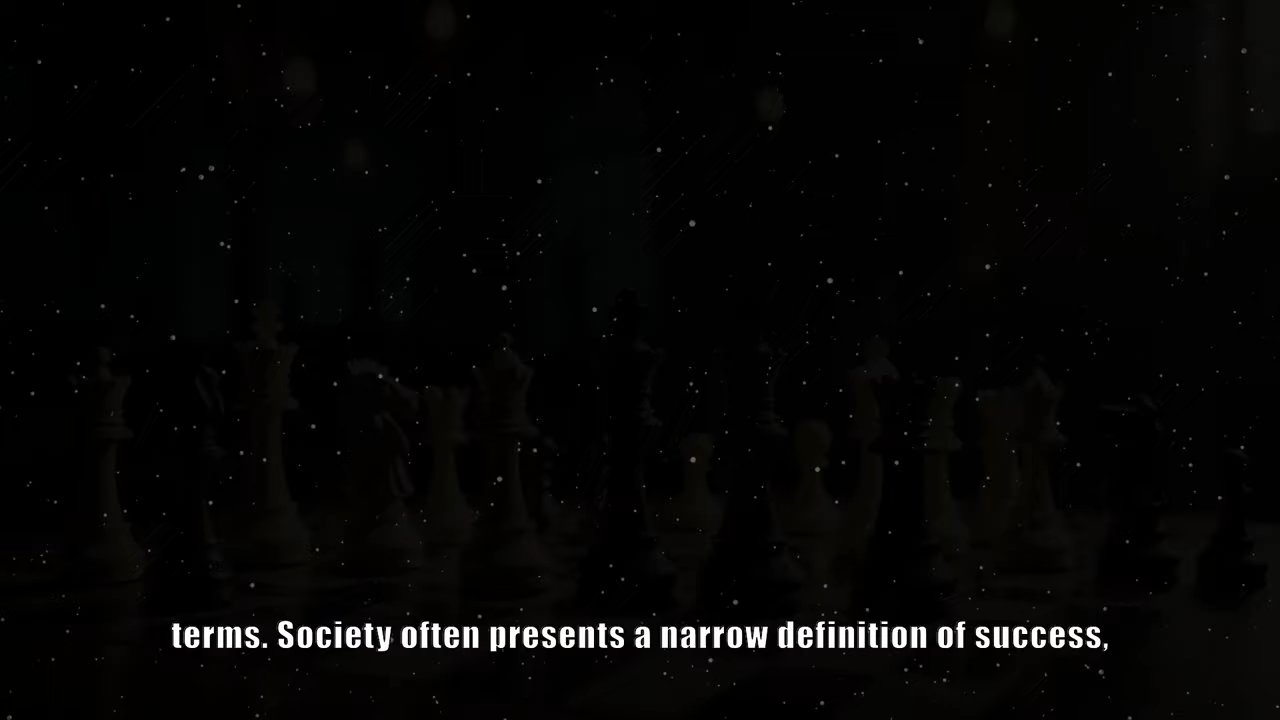 terms. Society often presents a narrow definition of success,